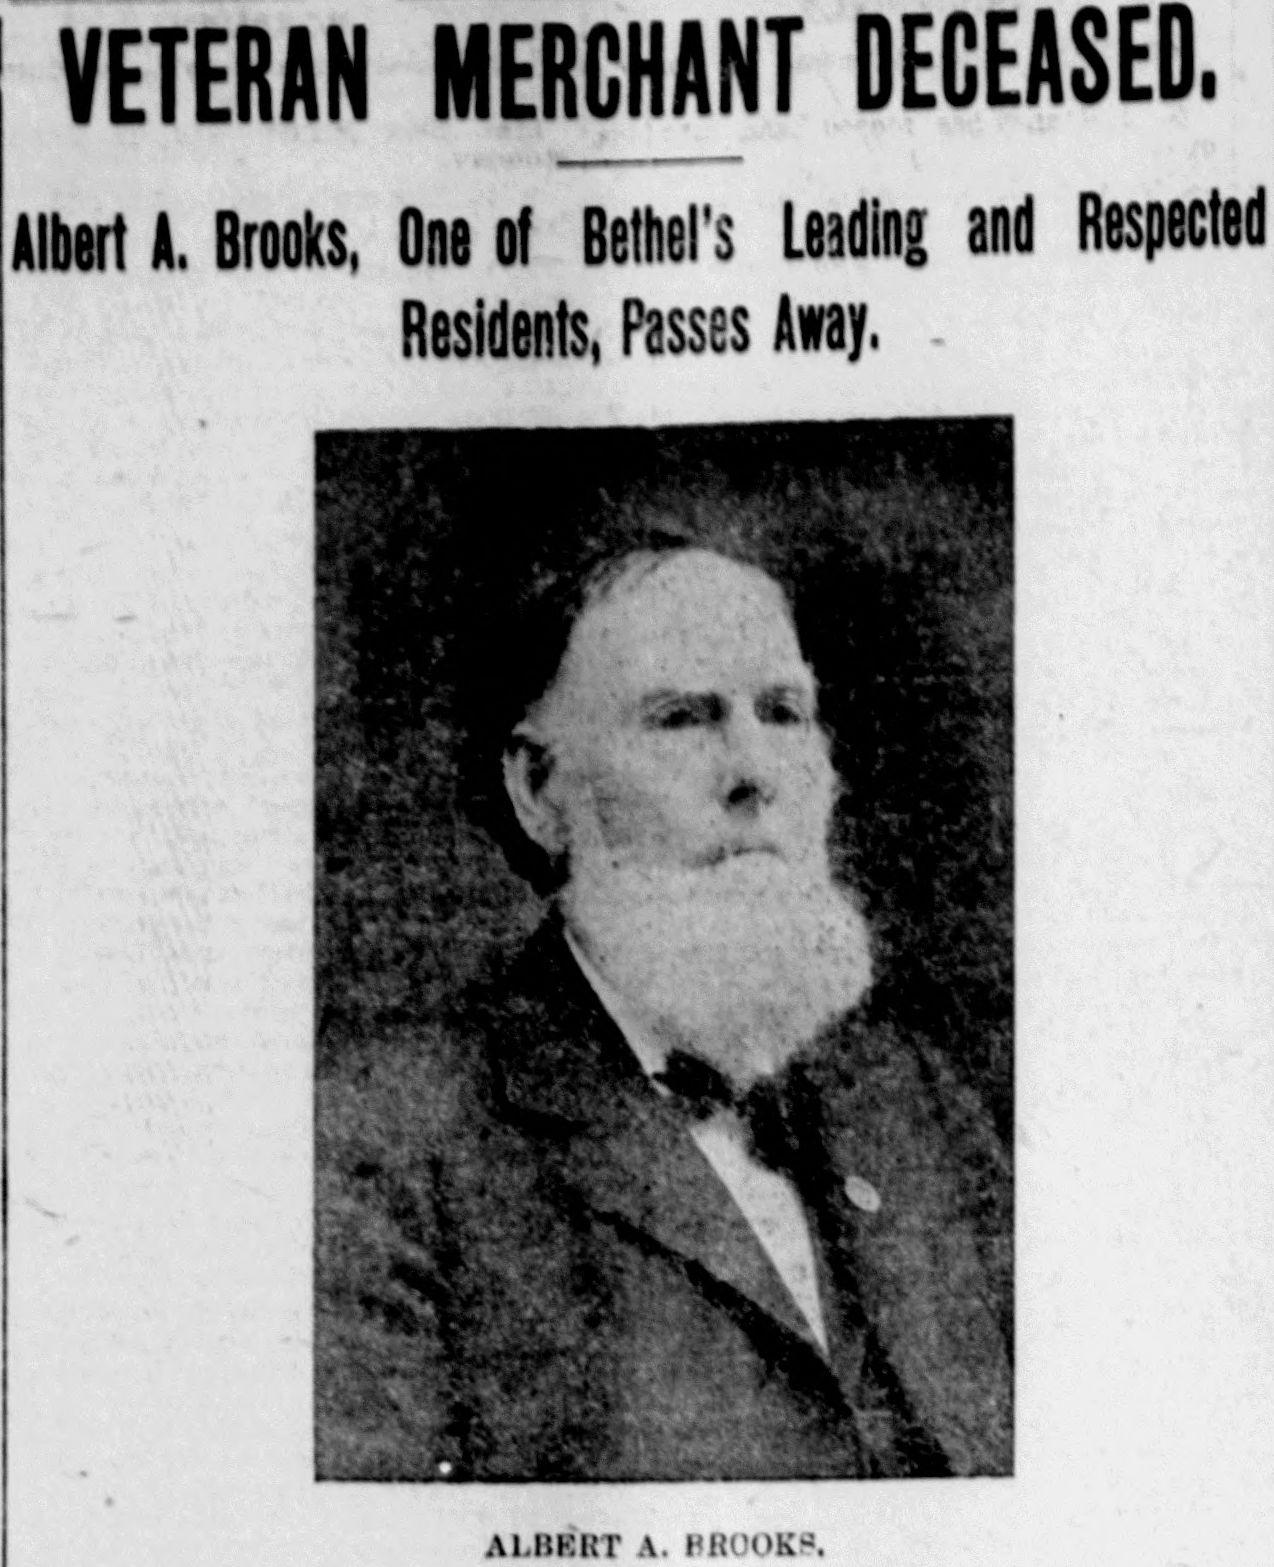 VETERAN MERCHANT DECEASED.
Albert A. Brooks, One of Bethel's Leading and Respected
Residents, Passes Away.
ALBERT A. BROOKS.